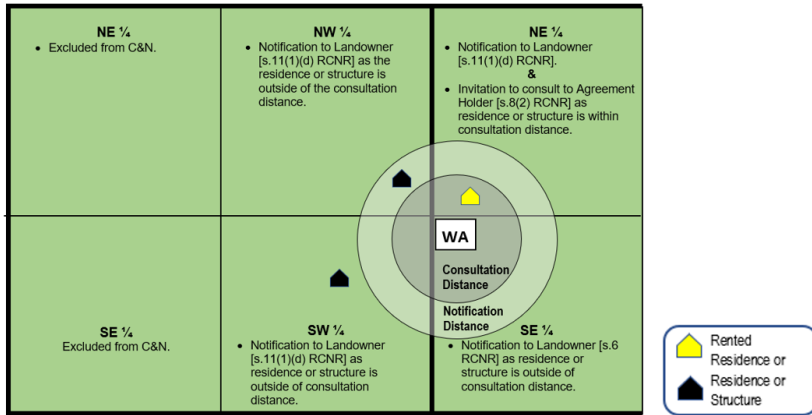 NE ¼
• Excluded from C&N.
NW ¼
• Notification to Landowner
[s.11(1)(d) RCNR] as the
residence or structure is
outside of the consultation
distance.
NE ¼
• Notification to Landowner
[s.11(1)(d) RCNR].
&
• Invitation to consult to Agreement
Holder [s.8(2) RCNR] as
residence or structure is within
consultation distance.
WA
Consultation
Distance
Notification
Distance
SE ¼
Excluded from C&N.
SW ¼
• Notification to Landowner
[s.11(1)(d) RCNR] as
residence or structure is
outside of consultation
distance.
SE ¼
• Notification to Landowner [s.6
RCNR] as residence or
structure is outside of
consultation distance.
Rented
Residence or
Residence or
Structure